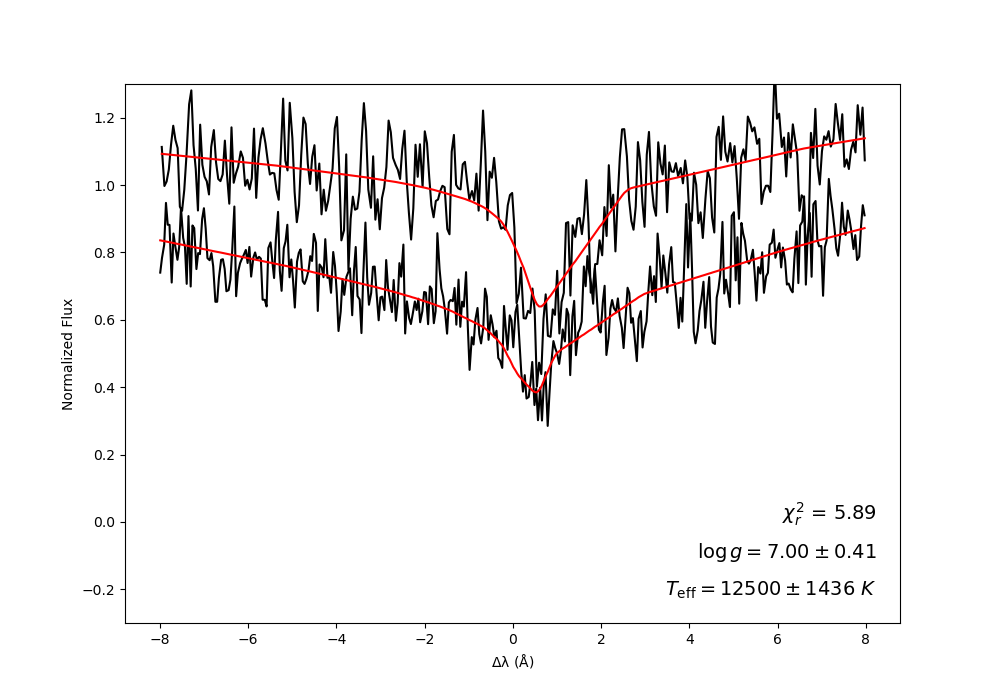 1.2
1.0
0.8
0.6
0.4
0.2
0.0
−0.2
Normalized Flux
χ²ᵣ = 5.89
log g = 7.00 ± 0.41
T_eff = 12500 ± 1436 K
−8 −6 −4 −2 0 2 4 6 8
Δλ (Å)